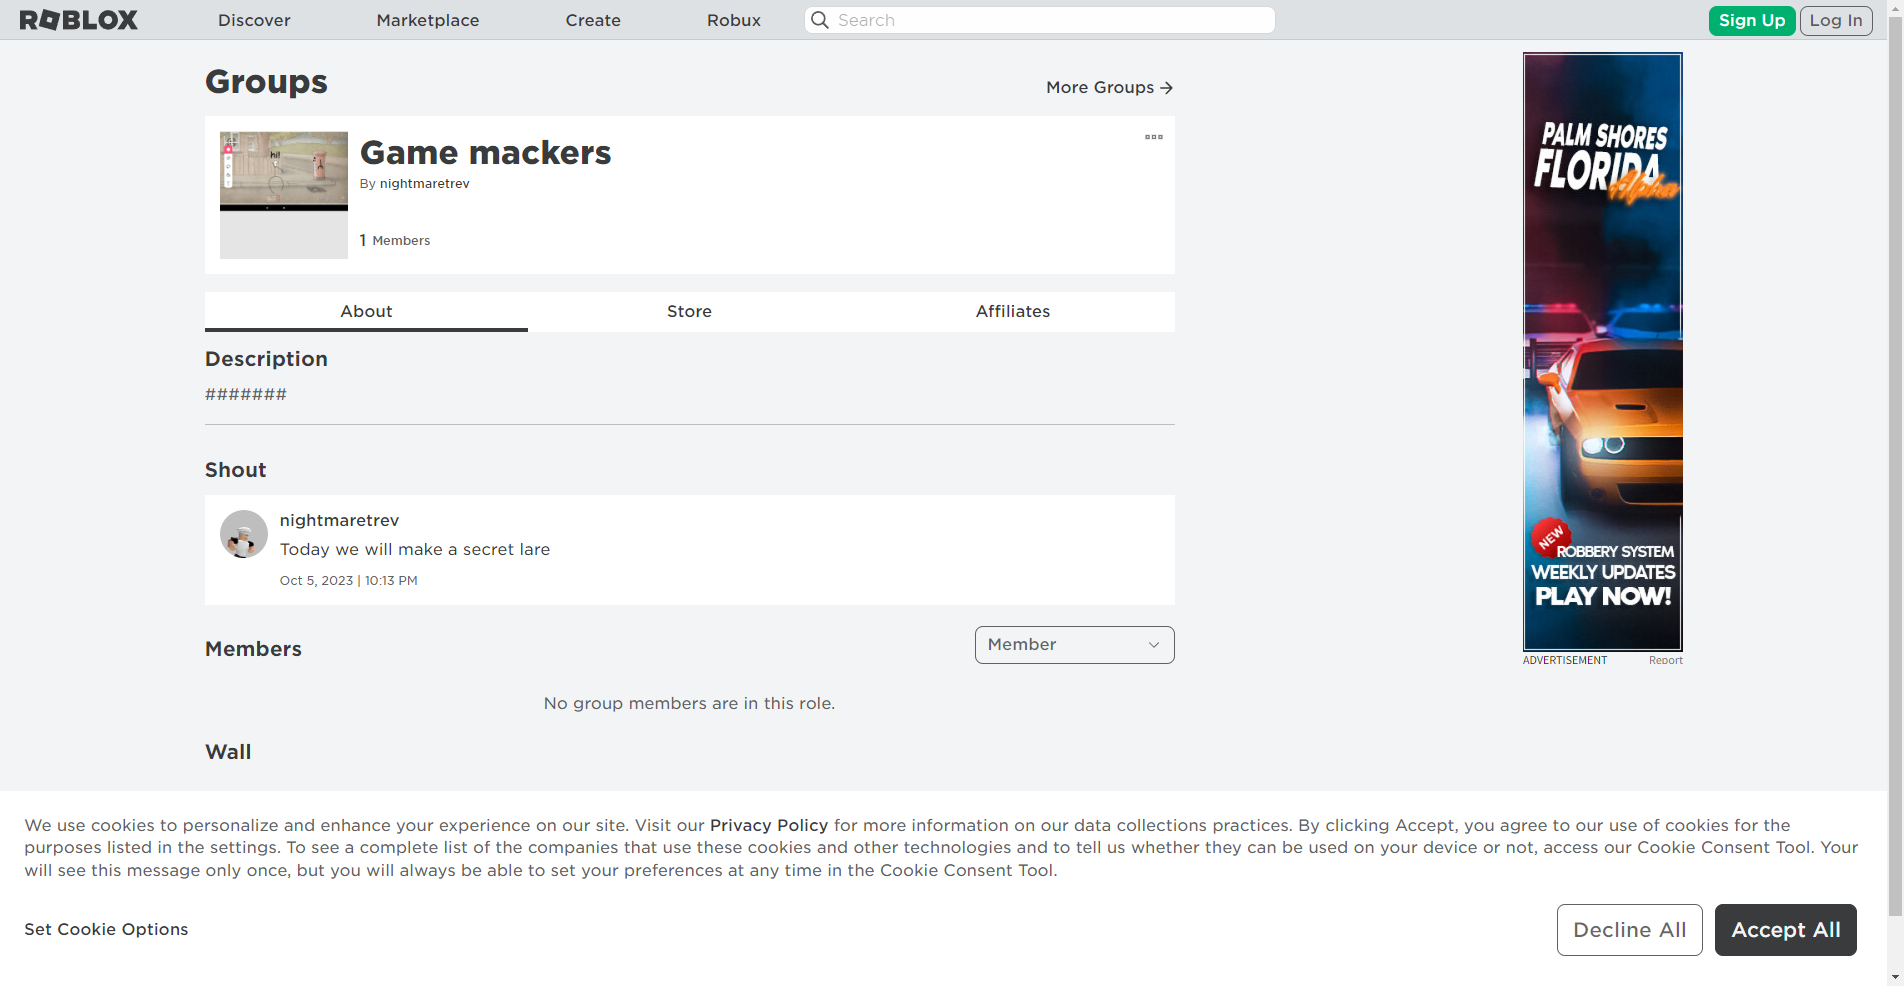 ROBLOX Discover Marketplace Create Robux Search Sign Up Log In
Groups
More Groups
hi!
Game mackers
By nightmaretrev
1 Members
About Store Affiliates
Description
#######
Shout
nightmaretrev
Today we will make a secret lare
Oct 5, 2023 | 10:13 PM
Members
Member
No group members are in this role.
Wall
PALM SHORES
FLORIDA
Alpha
NEW
ROBBERY SYSTEM
WEEKLY UPDATES
PLAY NOW!
ADVERTISEMENT Report
We use cookies to personalize and enhance your experience on our site. Visit our Privacy Policy for more information on our data collections practices. By clicking Accept, you agree to our use of cookies for the
purposes listed in the settings. To see a complete list of the companies that use these cookies and other technologies and to tell us whether they can be used on your device or not, access our Cookie Consent Tool. Your
will see this message only once, but you will always be able to set your preferences at any time in the Cookie Consent Tool.
Set Cookie Options
Decline All Accept All